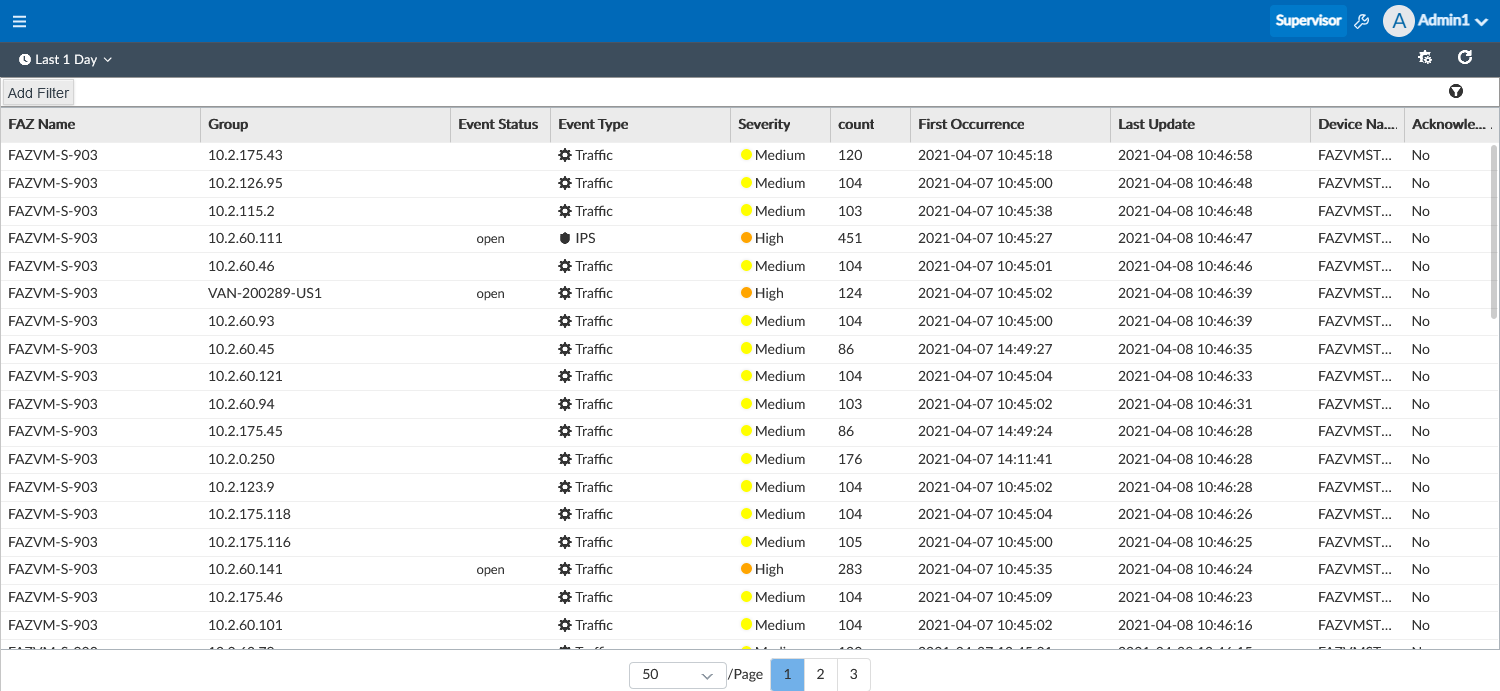 Supervisor A Admin1
Last 1 Day
Add Filter
FAZ Name Group Event Status Event Type Severity count First Occurrence Last Update Device Na... Acknowle...
FAZVM-S-903 10.2.175.43 Traffic Medium 120 2021-04-07 10:45:18 2021-04-08 10:46:58 FAZVMST... No
FAZVM-S-903 10.2.126.95 Traffic Medium 104 2021-04-07 10:45:00 2021-04-08 10:46:48 FAZVMST... No
FAZVM-S-903 10.2.115.2 Traffic Medium 103 2021-04-07 10:45:38 2021-04-08 10:46:48 FAZVMST... No
FAZVM-S-903 10.2.60.111 open IPS High 451 2021-04-07 10:45:27 2021-04-08 10:46:47 FAZVMST... No
FAZVM-S-903 10.2.60.46 Traffic Medium 104 2021-04-07 10:45:01 2021-04-08 10:46:46 FAZVMST... No
FAZVM-S-903 VAN-200289-US1 open Traffic High 124 2021-04-07 10:45:02 2021-04-08 10:46:39 FAZVMST... No
FAZVM-S-903 10.2.60.93 Traffic Medium 104 2021-04-07 10:45:00 2021-04-08 10:46:39 FAZVMST... No
FAZVM-S-903 10.2.60.45 Traffic Medium 86 2021-04-07 14:49:27 2021-04-08 10:46:35 FAZVMST... No
FAZVM-S-903 10.2.60.121 Traffic Medium 104 2021-04-07 10:45:04 2021-04-08 10:46:33 FAZVMST... No
FAZVM-S-903 10.2.60.94 Traffic Medium 103 2021-04-07 10:45:02 2021-04-08 10:46:31 FAZVMST... No
FAZVM-S-903 10.2.175.45 Traffic Medium 86 2021-04-07 14:49:24 2021-04-08 10:46:28 FAZVMST... No
FAZVM-S-903 10.2.0.250 Traffic Medium 176 2021-04-07 14:11:41 2021-04-08 10:46:28 FAZVMST... No
FAZVM-S-903 10.2.123.9 Traffic Medium 104 2021-04-07 10:45:02 2021-04-08 10:46:28 FAZVMST... No
FAZVM-S-903 10.2.175.118 Traffic Medium 104 2021-04-07 10:45:04 2021-04-08 10:46:26 FAZVMST... No
FAZVM-S-903 10.2.175.116 Traffic Medium 105 2021-04-07 10:45:00 2021-04-08 10:46:25 FAZVMST... No
FAZVM-S-903 10.2.60.141 open Traffic High 283 2021-04-07 10:45:35 2021-04-08 10:46:24 FAZVMST... No
FAZVM-S-903 10.2.175.46 Traffic Medium 104 2021-04-07 10:45:09 2021-04-08 10:46:23 FAZVMST... No
FAZVM-S-903 10.2.60.101 Traffic Medium 104 2021-04-07 10:45:02 2021-04-08 10:46:16 FAZVMST... No
50 /Page 1 2 3